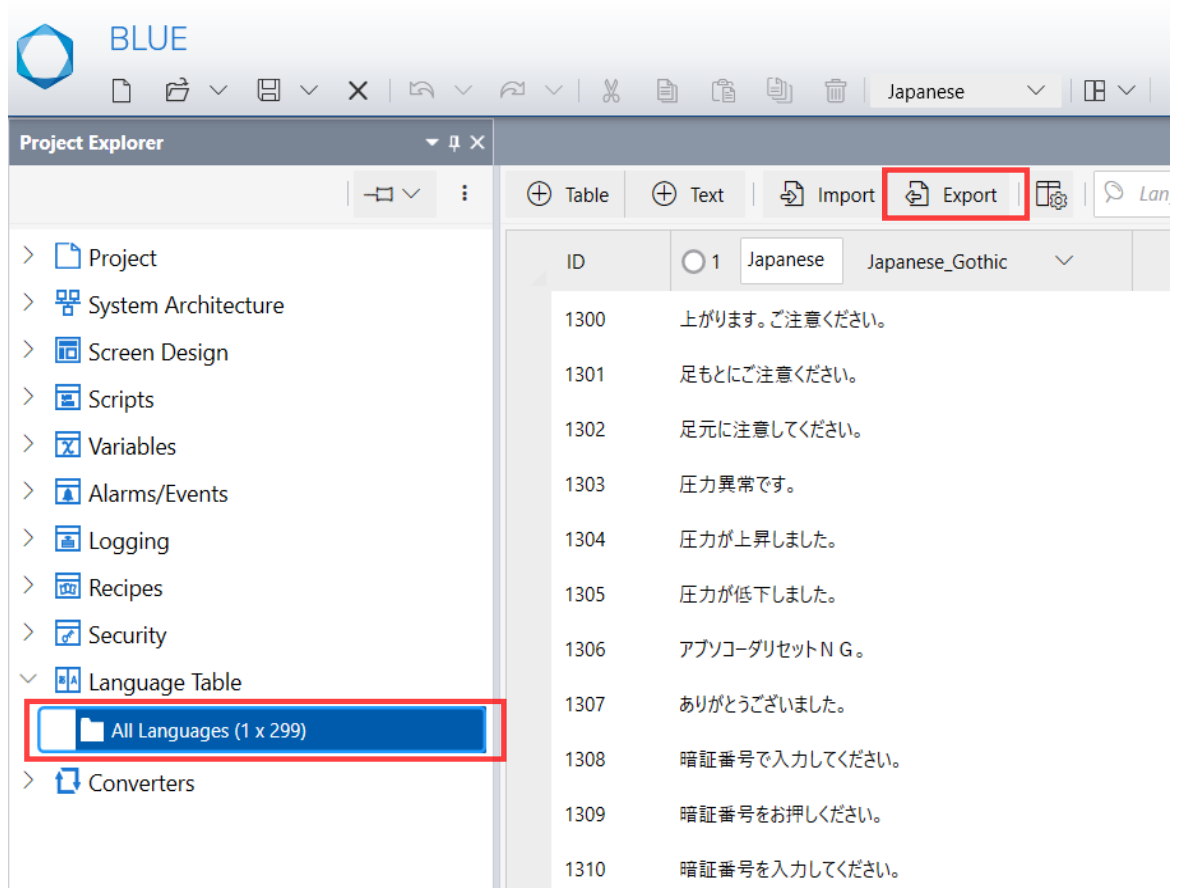 BLUE
Japanese
Project Explorer
Table Text Import Export Lan
Project
System Architecture
Screen Design
Scripts
Variables
Alarms/Events
Logging
Recipes
Security
Language Table
All Languages (1 x 299)
Converters
ID 1 Japanese Japanese_Gothic
1300 上がります。ご注意ください。
1301 足もとにご注意ください。
1302 足元に注意してください。
1303 圧力異常です。
1304 圧力が上昇しました。
1305 圧力が低下しました。
1306 アブソコーダリセットＮＧ。
1307 ありがとうございました。
1308 暗証番号で入力してください。
1309 暗証番号をお押しください。
1310 暗証番号を入力してください。